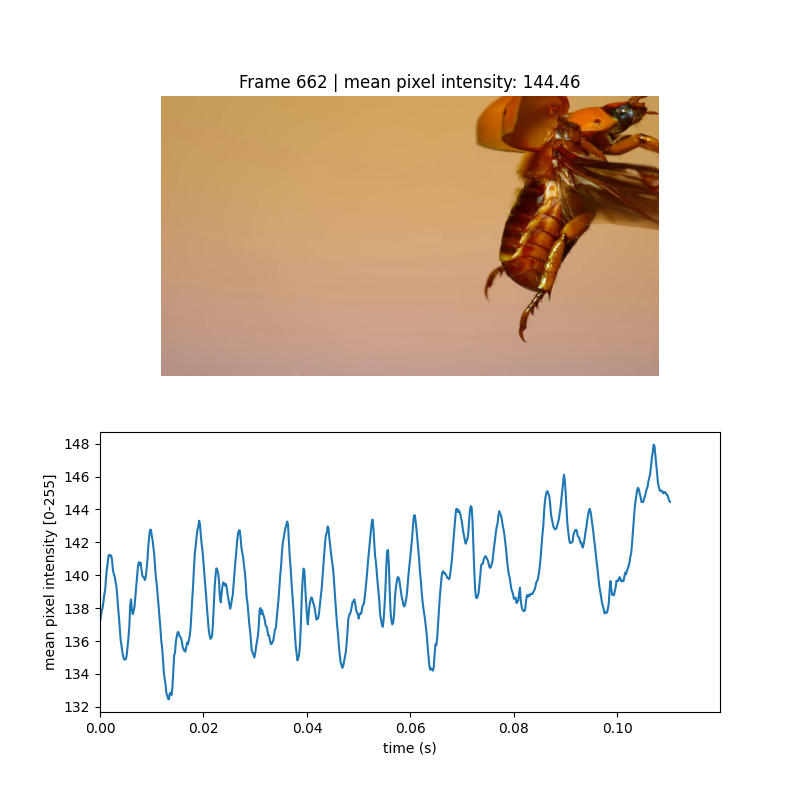 Frame 662 | mean pixel intensity: 144.46
148
146
144
142
140
138
136
134
132
mean pixel intensity [0-255]
0.00 0.02 0.04 0.06 0.08 0.10
time (s)